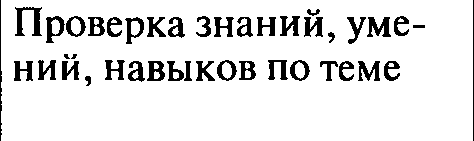 Проверка знаний, уме-
ний, навыков по теме